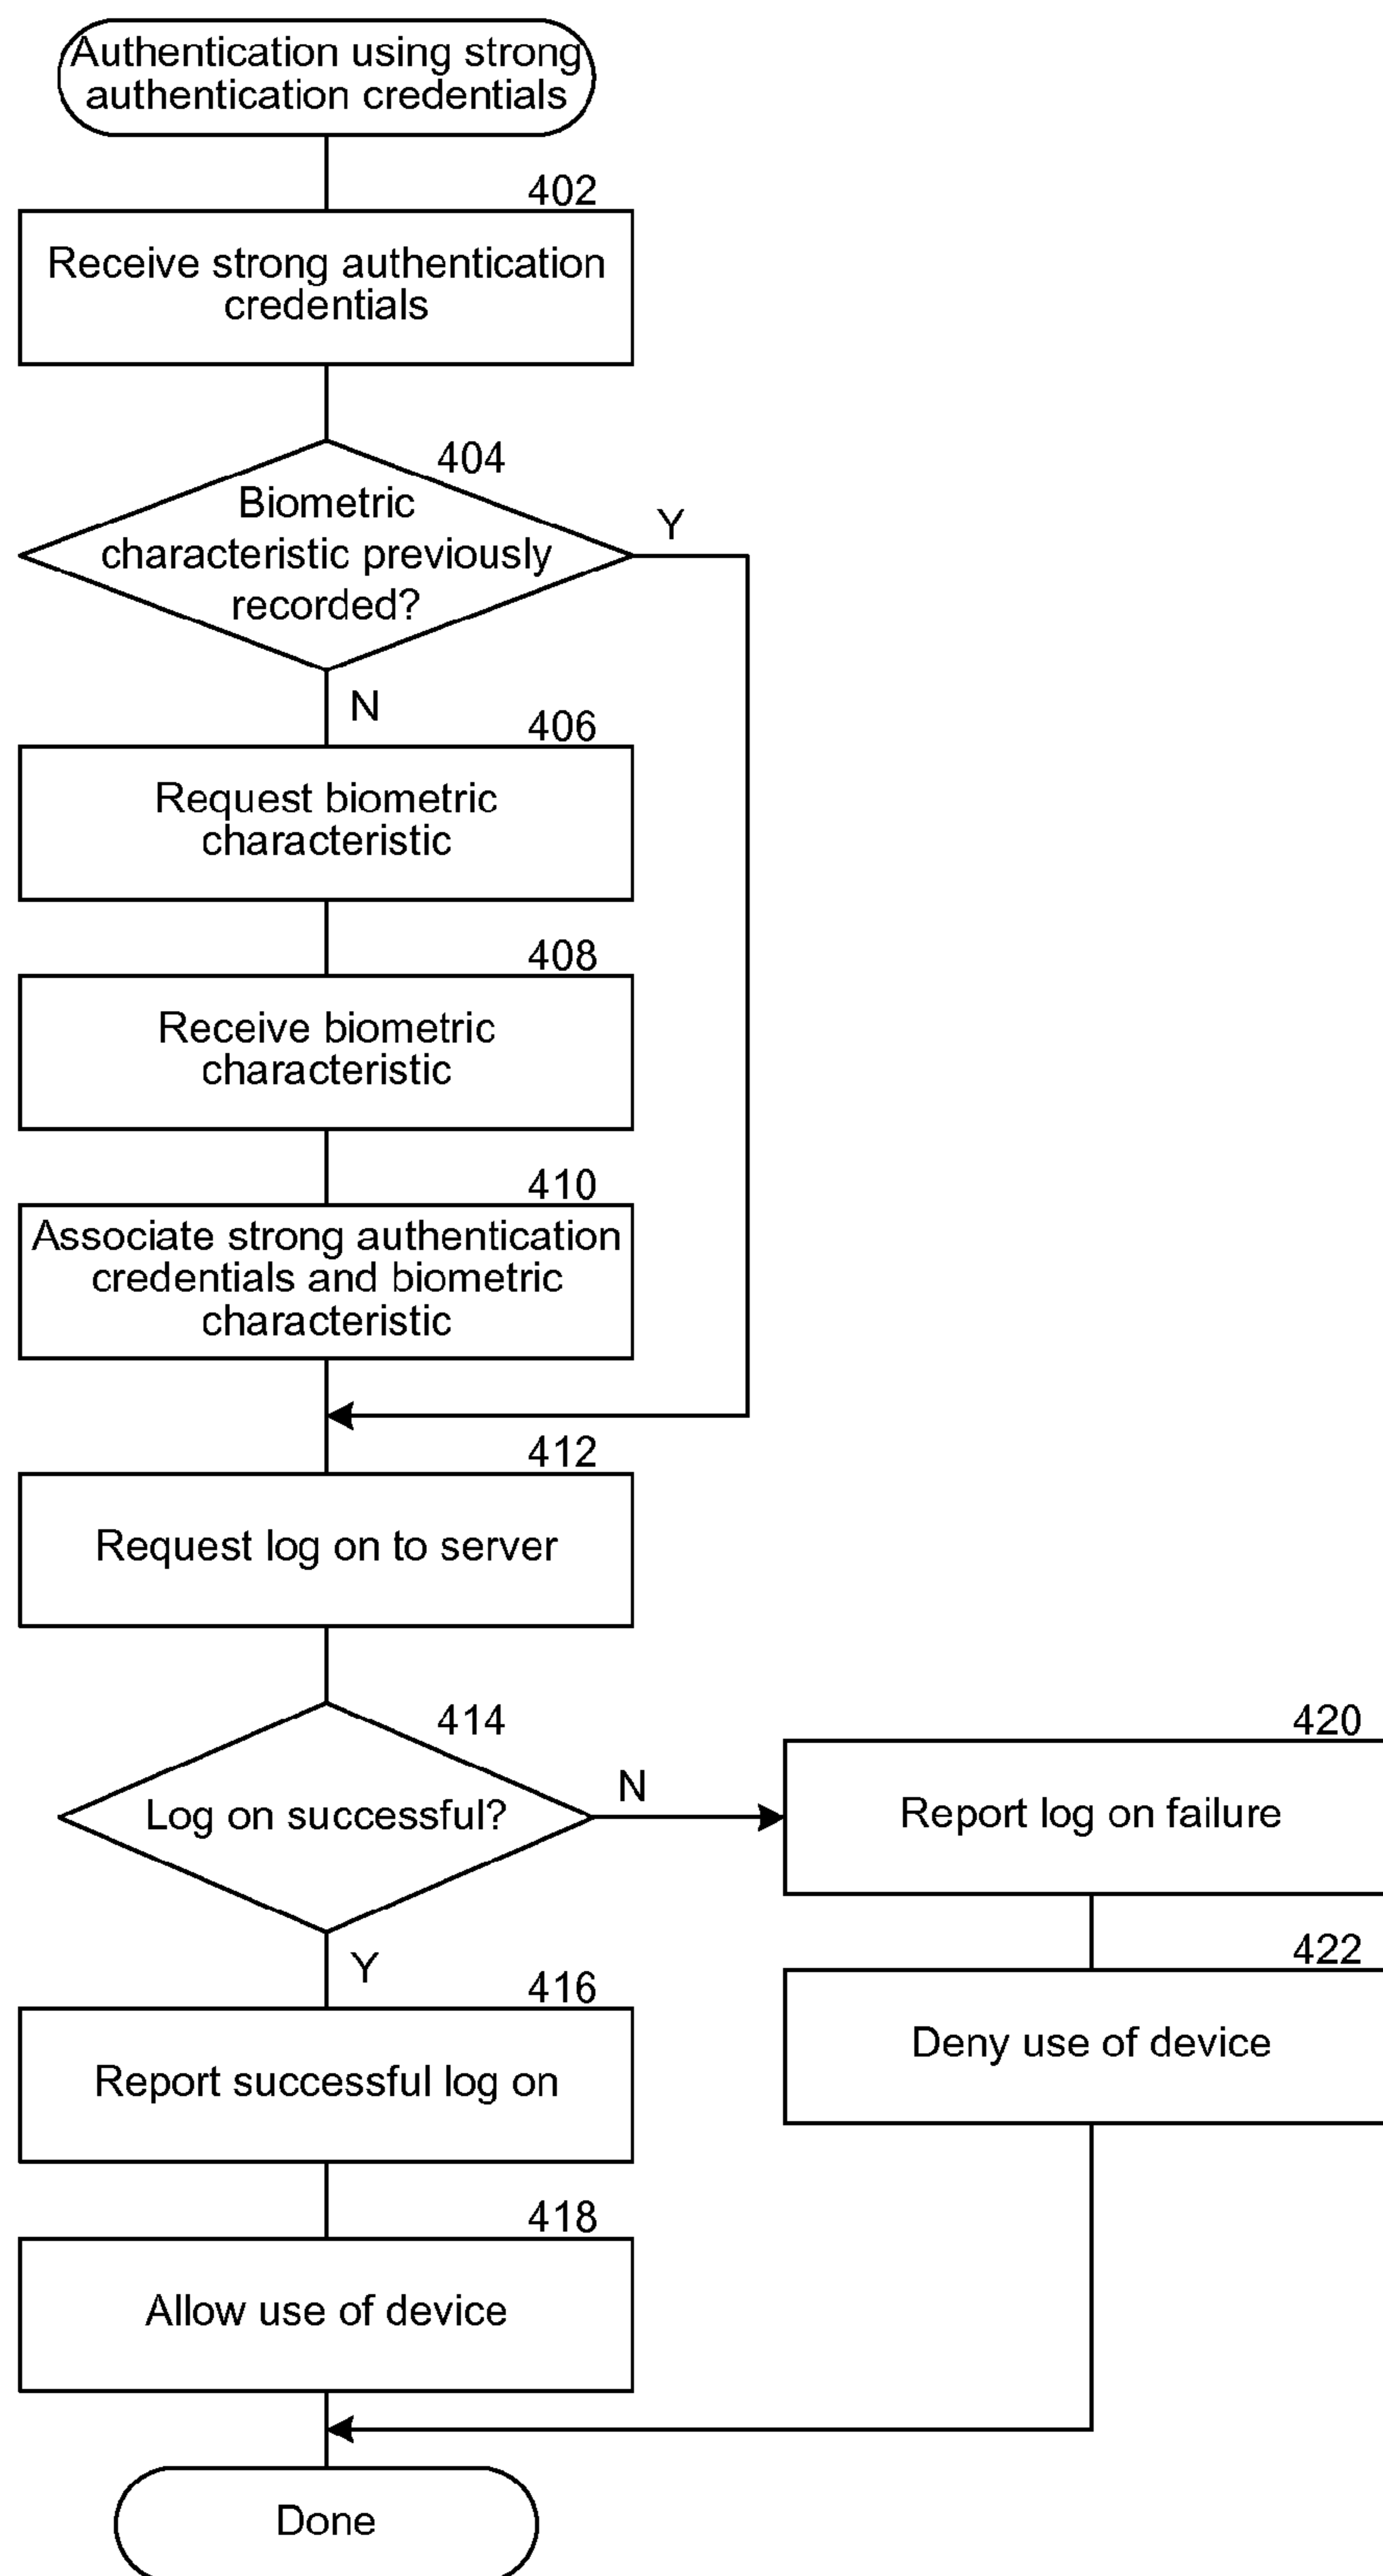 Authentication using strong
authentication credentials
402
Receive strong authentication
credentials
404
Biometric
characteristic previously
recorded?
Y
N
406
Request biometric
characteristic
408
Receive biometric
characteristic
410
Associate strong authentication
credentials and biometric
characteristic
412
Request log on to server
414
Log on successful?
N
420
Report log on failure
Y
422
Deny use of device
416
Report successful log on
418
Allow use of device
Done